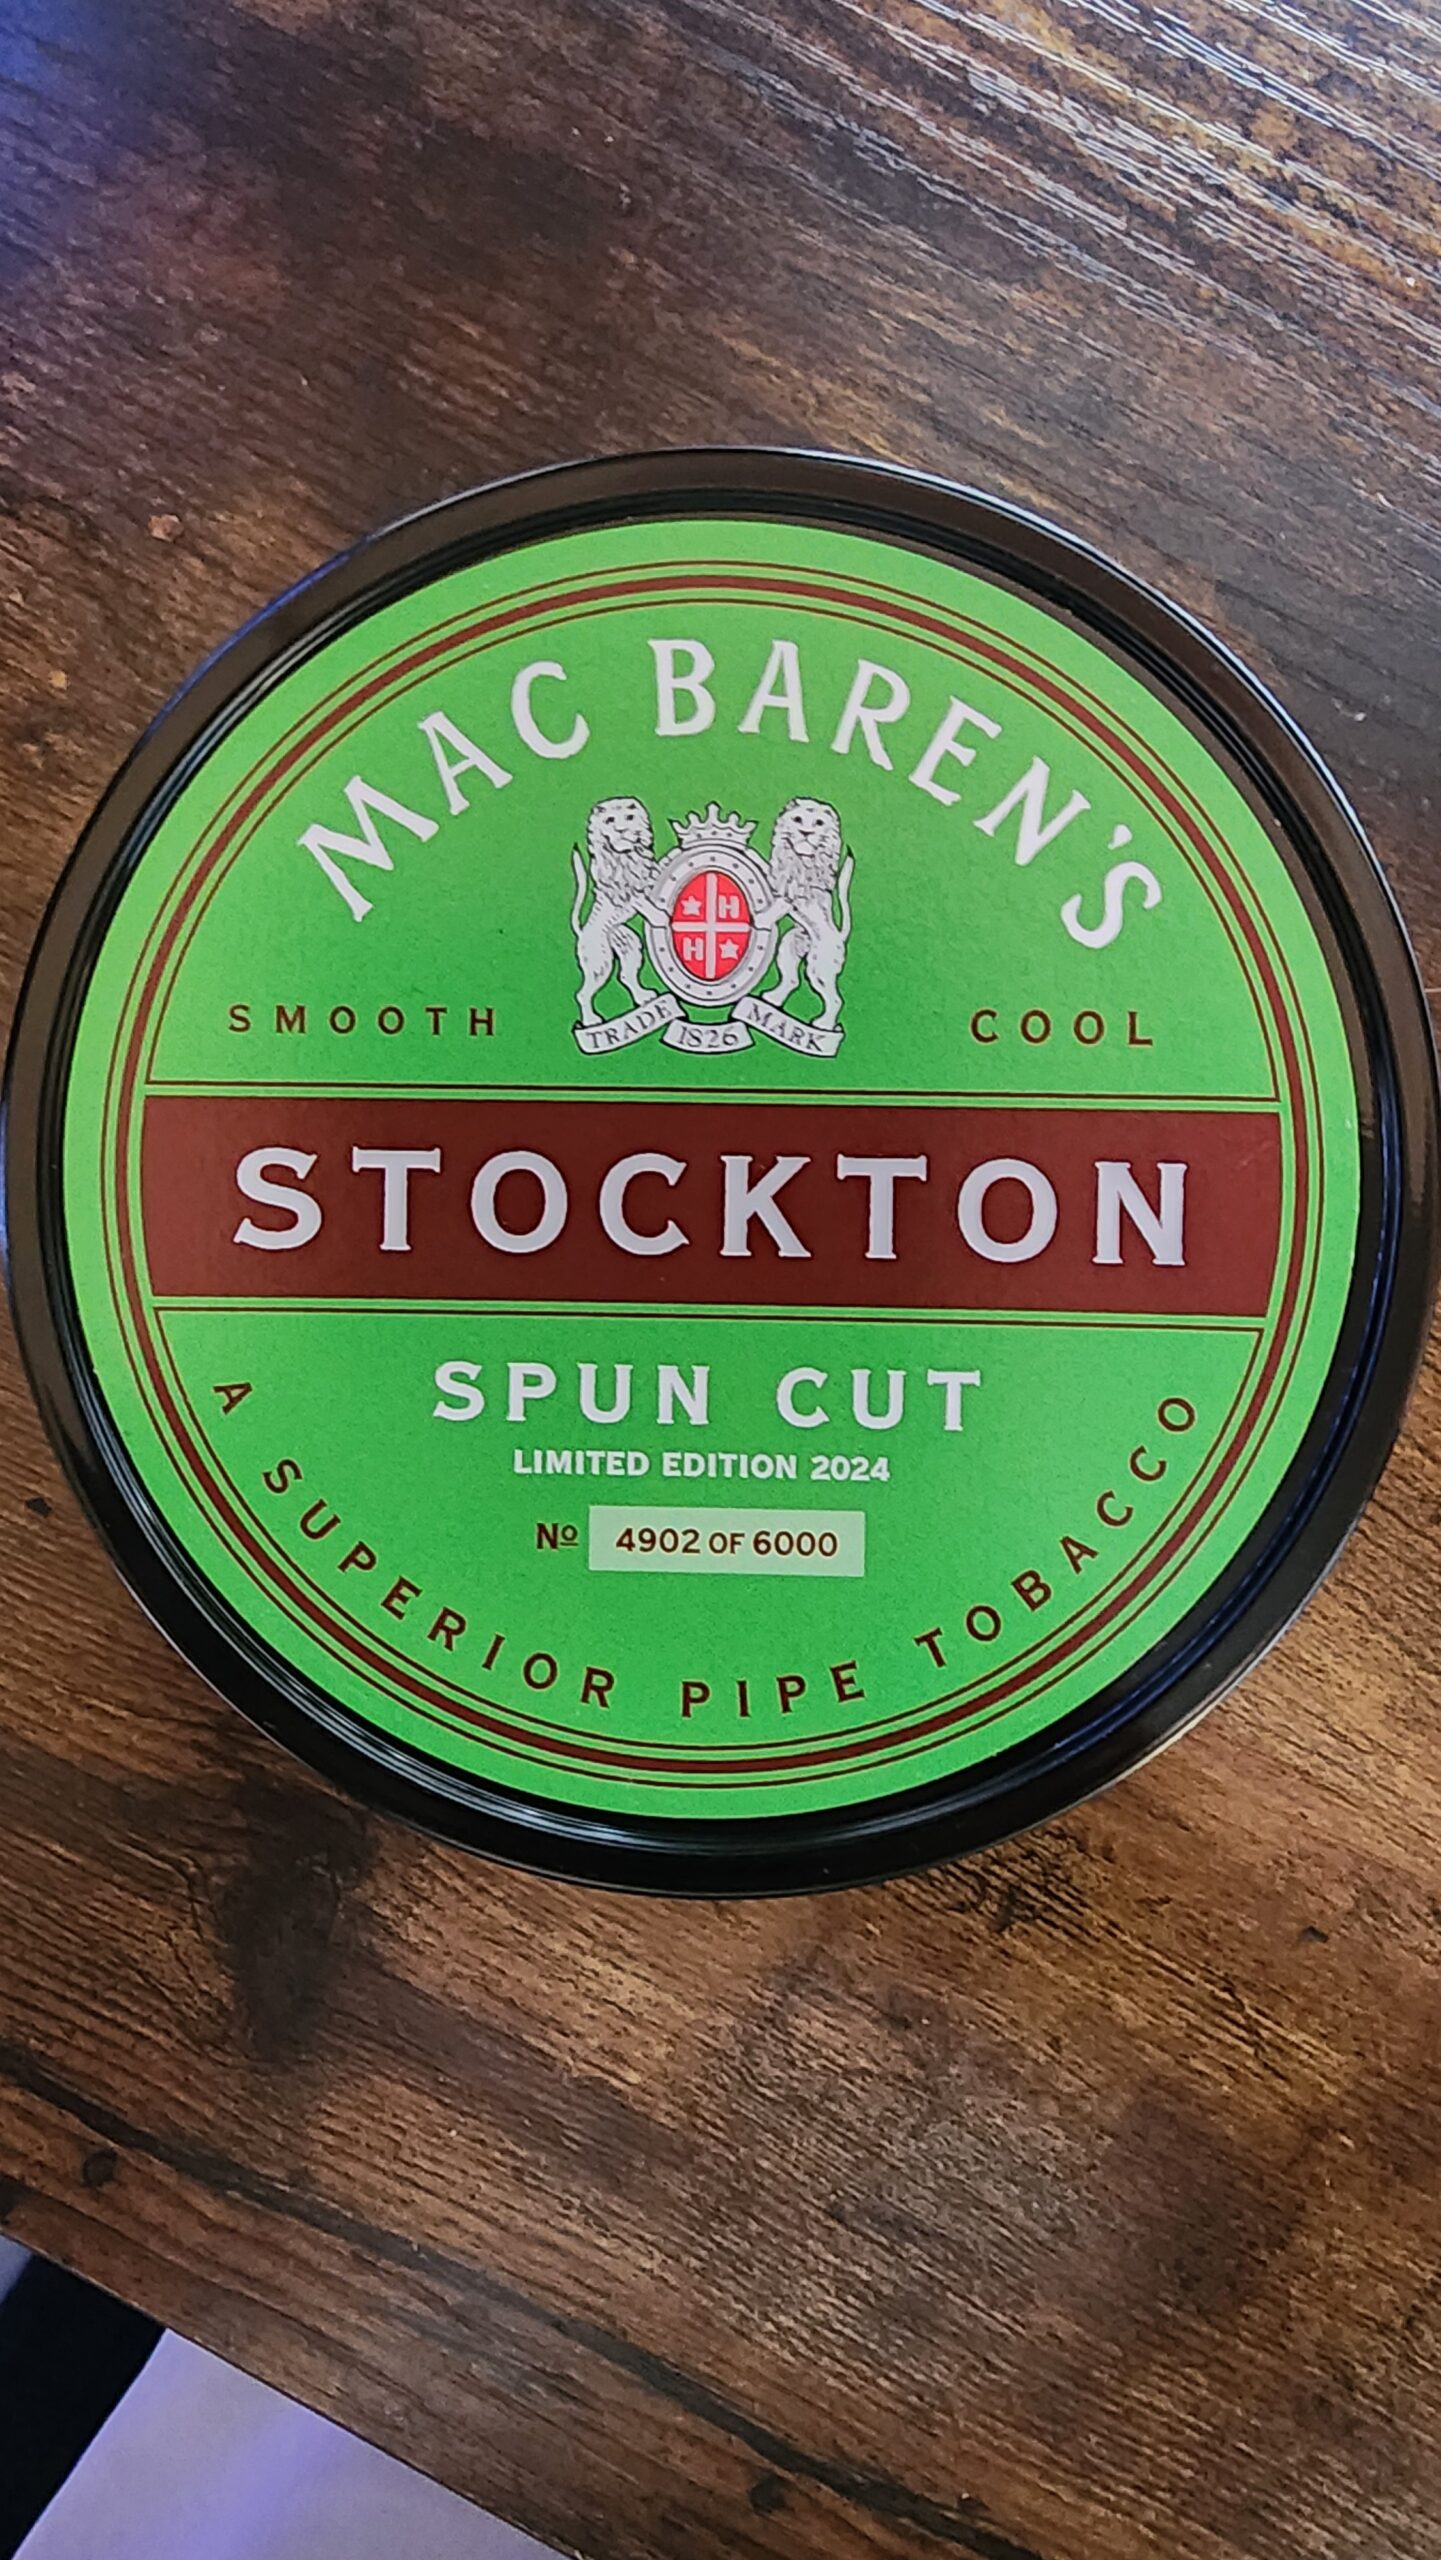 MAC BAREN'S
★ H
H ★
TRADE 1826 MARK
SMOOTH COOL
STOCKTON
SPUN CUT
LIMITED EDITION 2024
Nº 4902 OF 6000
A SUPERIOR PIPE TOBACCO